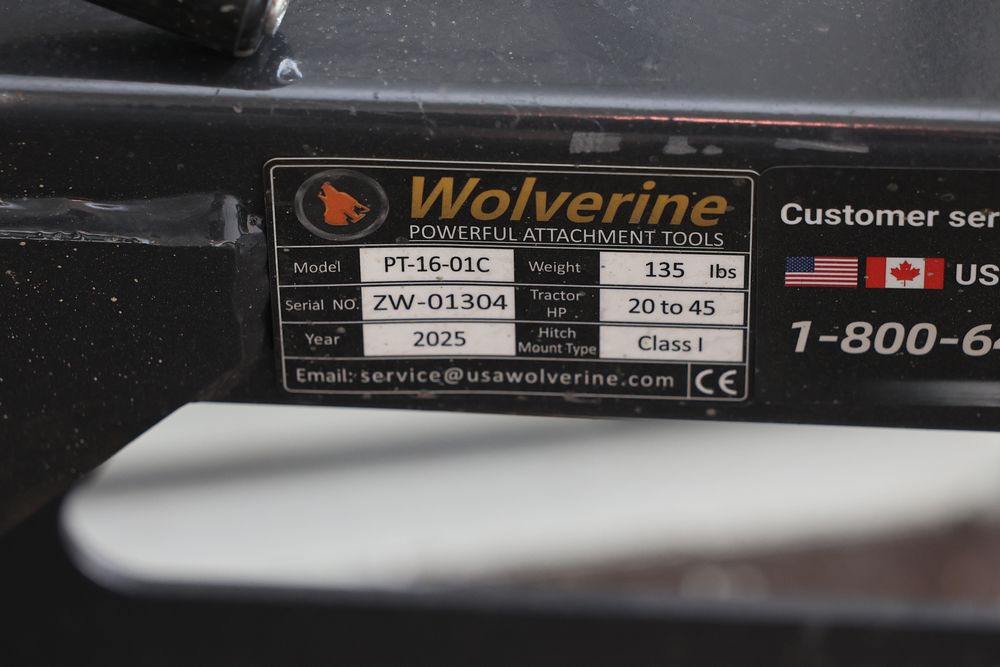 Wolverine
POWERFUL ATTACHMENT TOOLS
Model PT-16-01C Weight 135 lbs
Serial NO. ZW-01304 Tractor HP 20 to 45
Year 2025 Hitch Mount Type Class I
Email: service@usawolverine.com CE
Customer ser
US
1-800-64